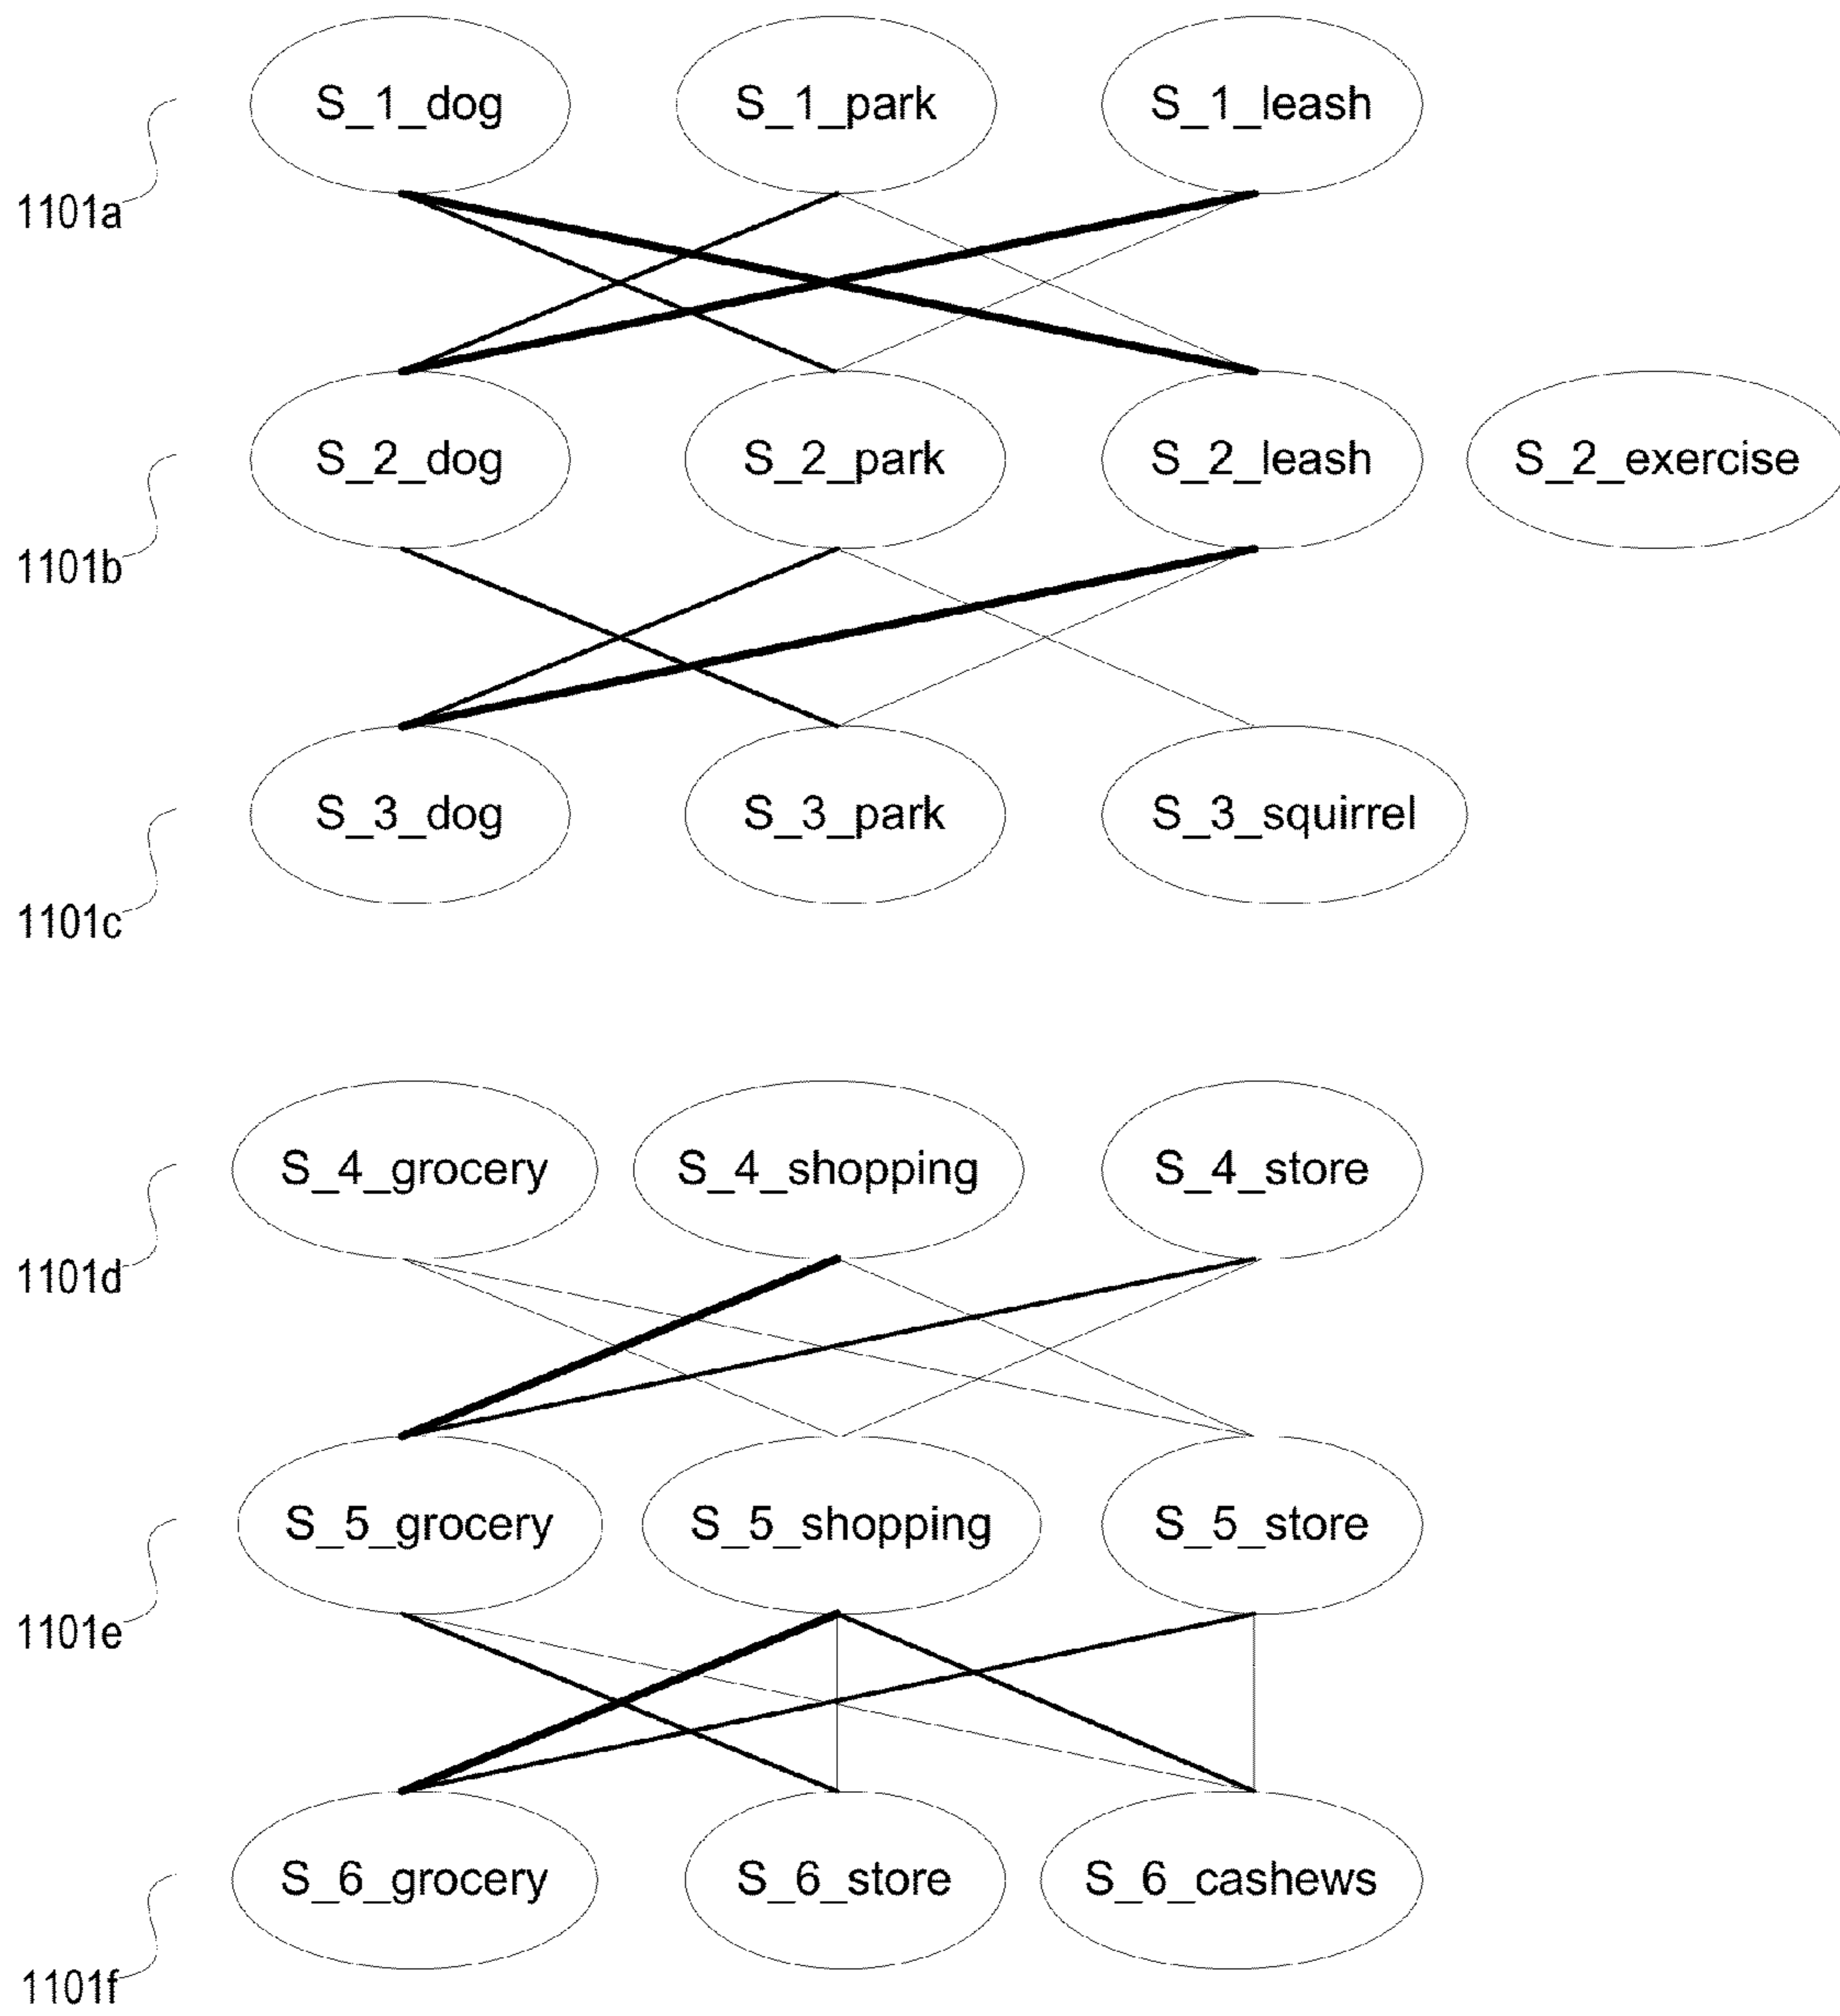 S_1_dog S_1_park S_1_leash
1101a
S_2_dog S_2_park S_2_leash S_2_exercise
1101b
S_3_dog S_3_park S_3_squirrel
1101c
S_4_grocery S_4_shopping S_4_store
1101d
S_5_grocery S_5_shopping S_5_store
1101e
S_6_grocery S_6_store S_6_cashews
1101f